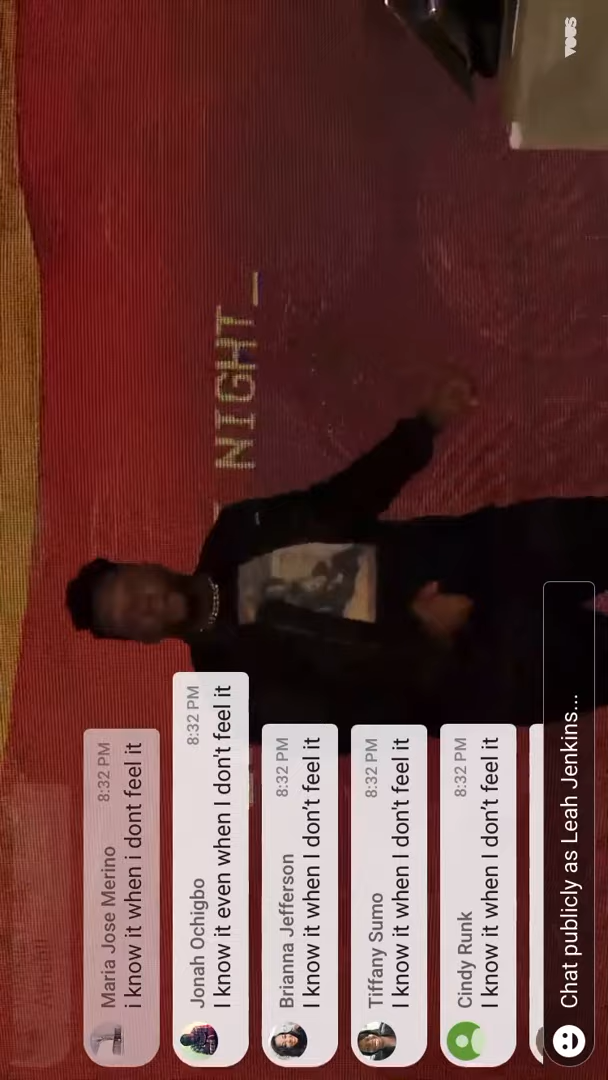 VOUS
NIGHT_
Maria Jose Merino 8:32 PM
i know it when i dont feel it
Jonah Ochigbo 8:32 PM
I know it even when I don't feel it
Brianna Jefferson 8:32 PM
I know it when I don't feel it
Tiffany Sumo 8:32 PM
I know it when I don't feel it
Cindy Runk 8:32 PM
I know it when I don't feel it
Chat publicly as Leah Jenkins...